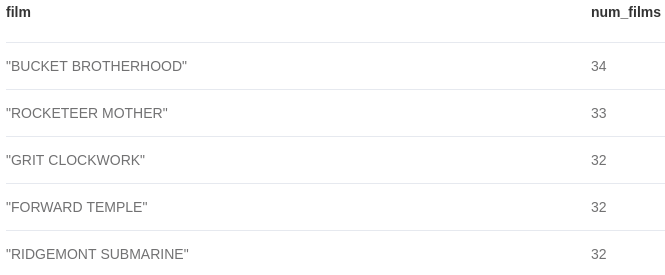 film num_films
"BUCKET BROTHERHOOD" 34
"ROCKETEER MOTHER" 33
"GRIT CLOCKWORK" 32
"FORWARD TEMPLE" 32
"RIDGEMONT SUBMARINE" 32